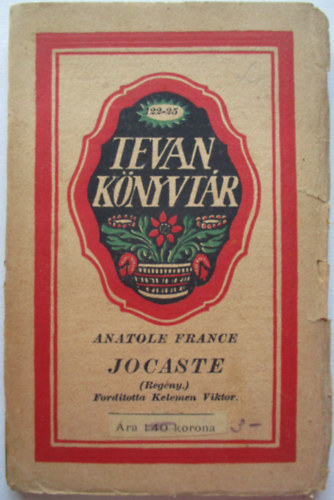 22-25
TEVAN
KÖNYVTÁR
ANATOLE FRANCE
JOCASTE
(Regény.)
Fordította Kelemen Viktor.
Ára 140 korona 3-